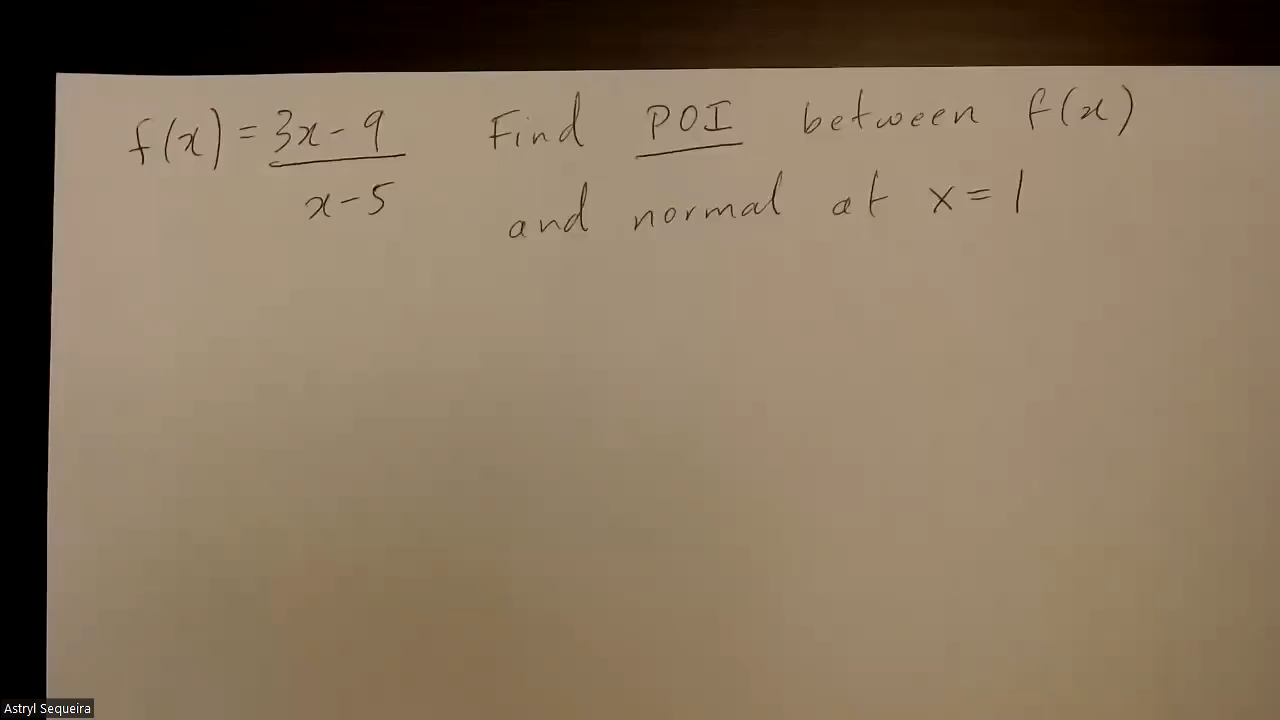 f(x) = 3x - 9 Find POI between f(x)
x - 5 and normal at x = 1
Astryl Sequeira